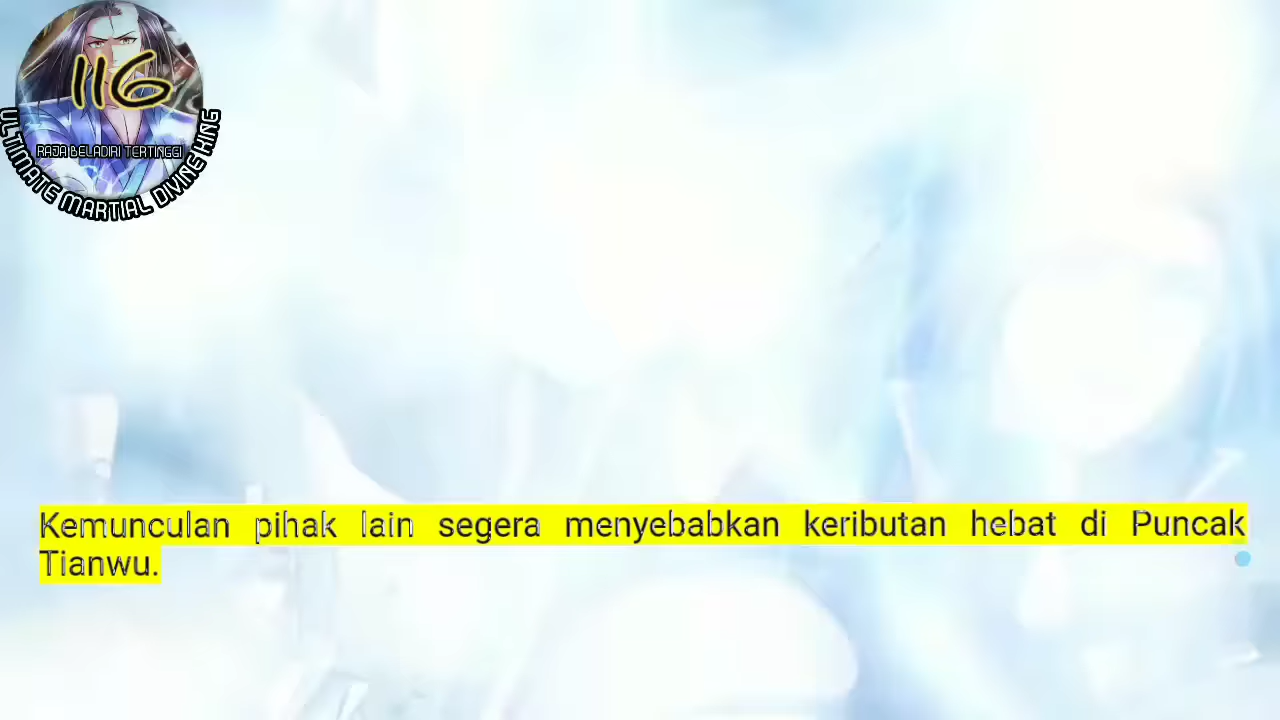 116
RAJA BELADIRI TERTINGGI
ULTIMATE MARTIAL DIVINE KING
Kemunculan pihak lain segera menyebabkan keributan hebat di Puncak
Tianwu.